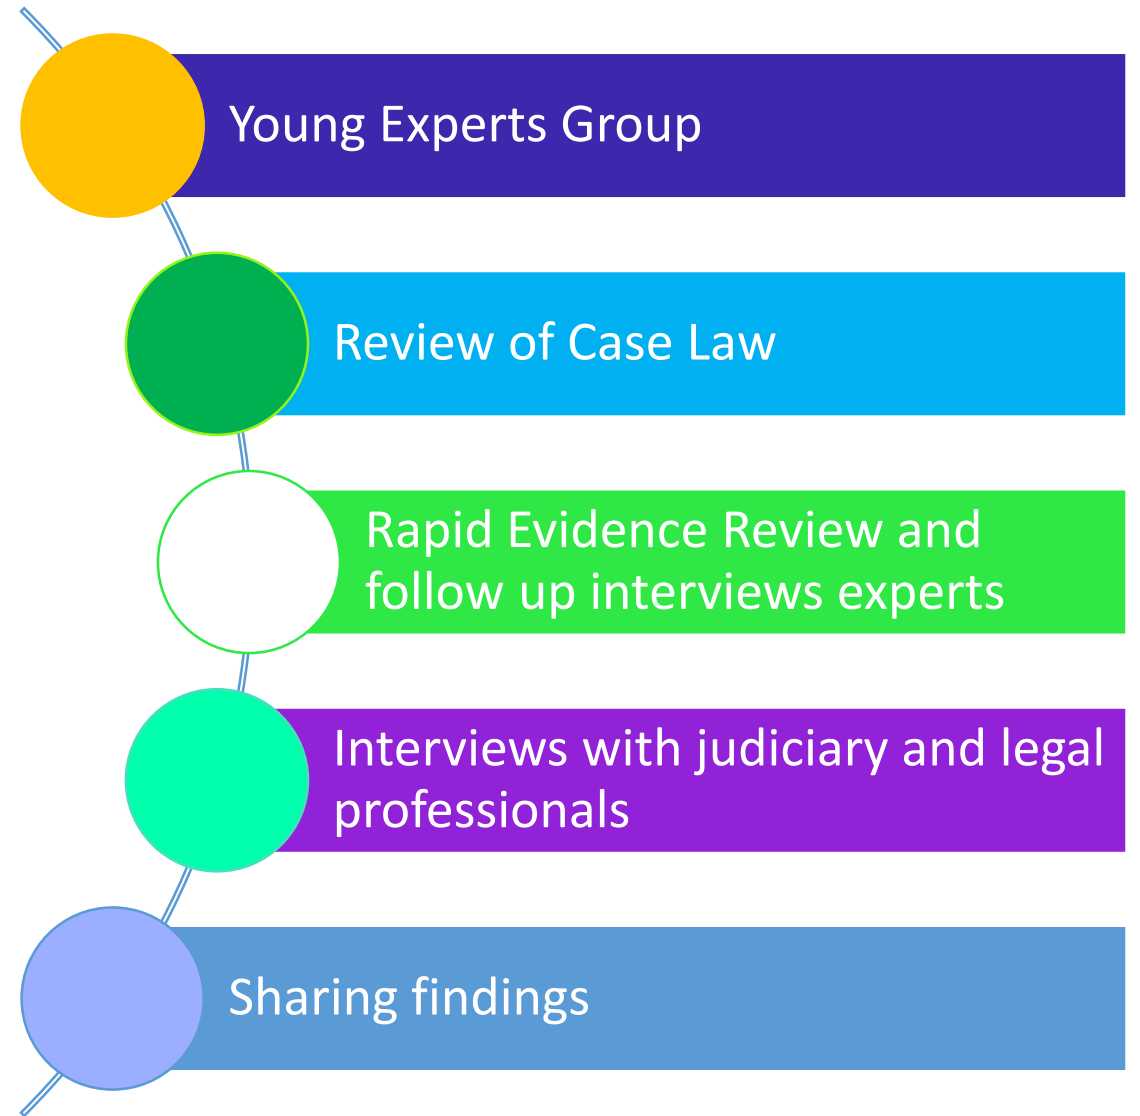 Young Experts Group
Review of Case Law
Rapid Evidence Review and
follow up interviews experts
Interviews with judiciary and legal
professionals
Sharing findings